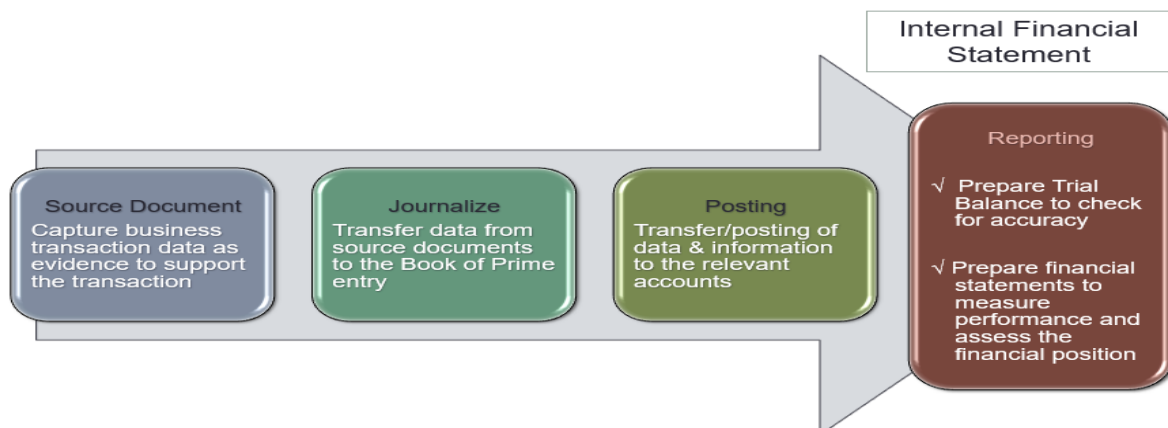 Internal Financial
Statement
Source Document
Capture business
transaction data as
evidence to support
the transaction
Journalize
Transfer data from
source documents
to the Book of Prime
entry
Posting
Transfer/posting of
data & information
to the relevant
accounts
Reporting
√ Prepare Trial
Balance to check
for accuracy
√ Prepare financial
statements to
measure
performance and
assess the
financial position